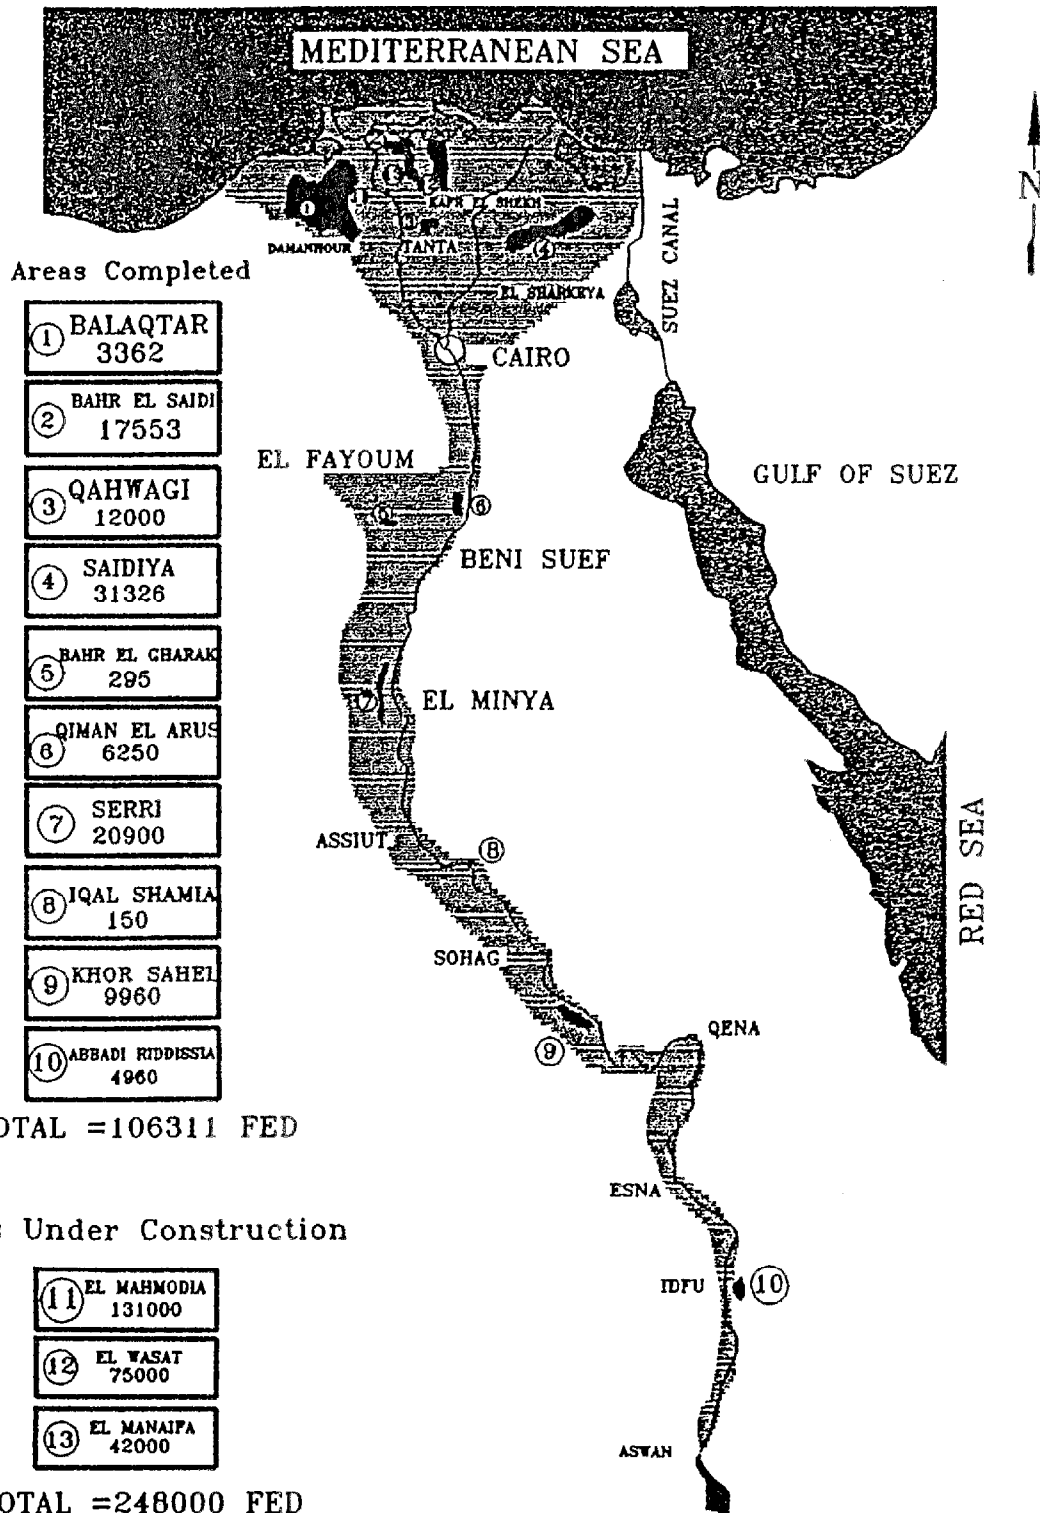 MEDITERRANEAN SEA
N
KAFR EL SHEKH
DAMANHOUR
TANTA
EL SHARKEYA
SUEZ CANAL
CAIRO
EL FAYOUM
GULF OF SUEZ
BENI SUEF
EL MINYA
ASSIUT
SOHAG
QENA
RED SEA
ESNA
IDFU
ASWAN
1
2
4
6
7
8
9
10
Areas Completed
1 BALAQTAR
3362
2 BAHR EL SAIDI
17553
3 QAHWAGI
12000
4 SAIDIYA
31326
5 BAHR EL GHARAK
295
6 QIMAN EL ARUS
6250
7 SERRI
20900
8 IQAL SHAMIA
150
9 KHOR SAHEL
9960
10 ABBADI RIDDISSIA
4960
OTAL =106311 FED
s Under Construction
11 EL MAHMODIA
131000
12 EL WASAT
75000
13 EL MANAIFA
42000
OTAL =248000 FED